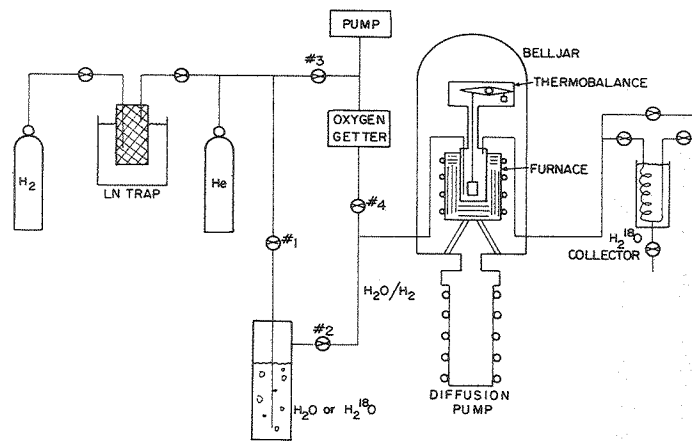 PUMP
#3
BELLJAR
THERMOBALANCE
OXYGEN
GETTER
H2
LN TRAP
He
FURNACE
#4
#1
H2 18O
COLLECTOR
H2O/H2
#2
H2O or H2 18O
DIFFUSION
PUMP